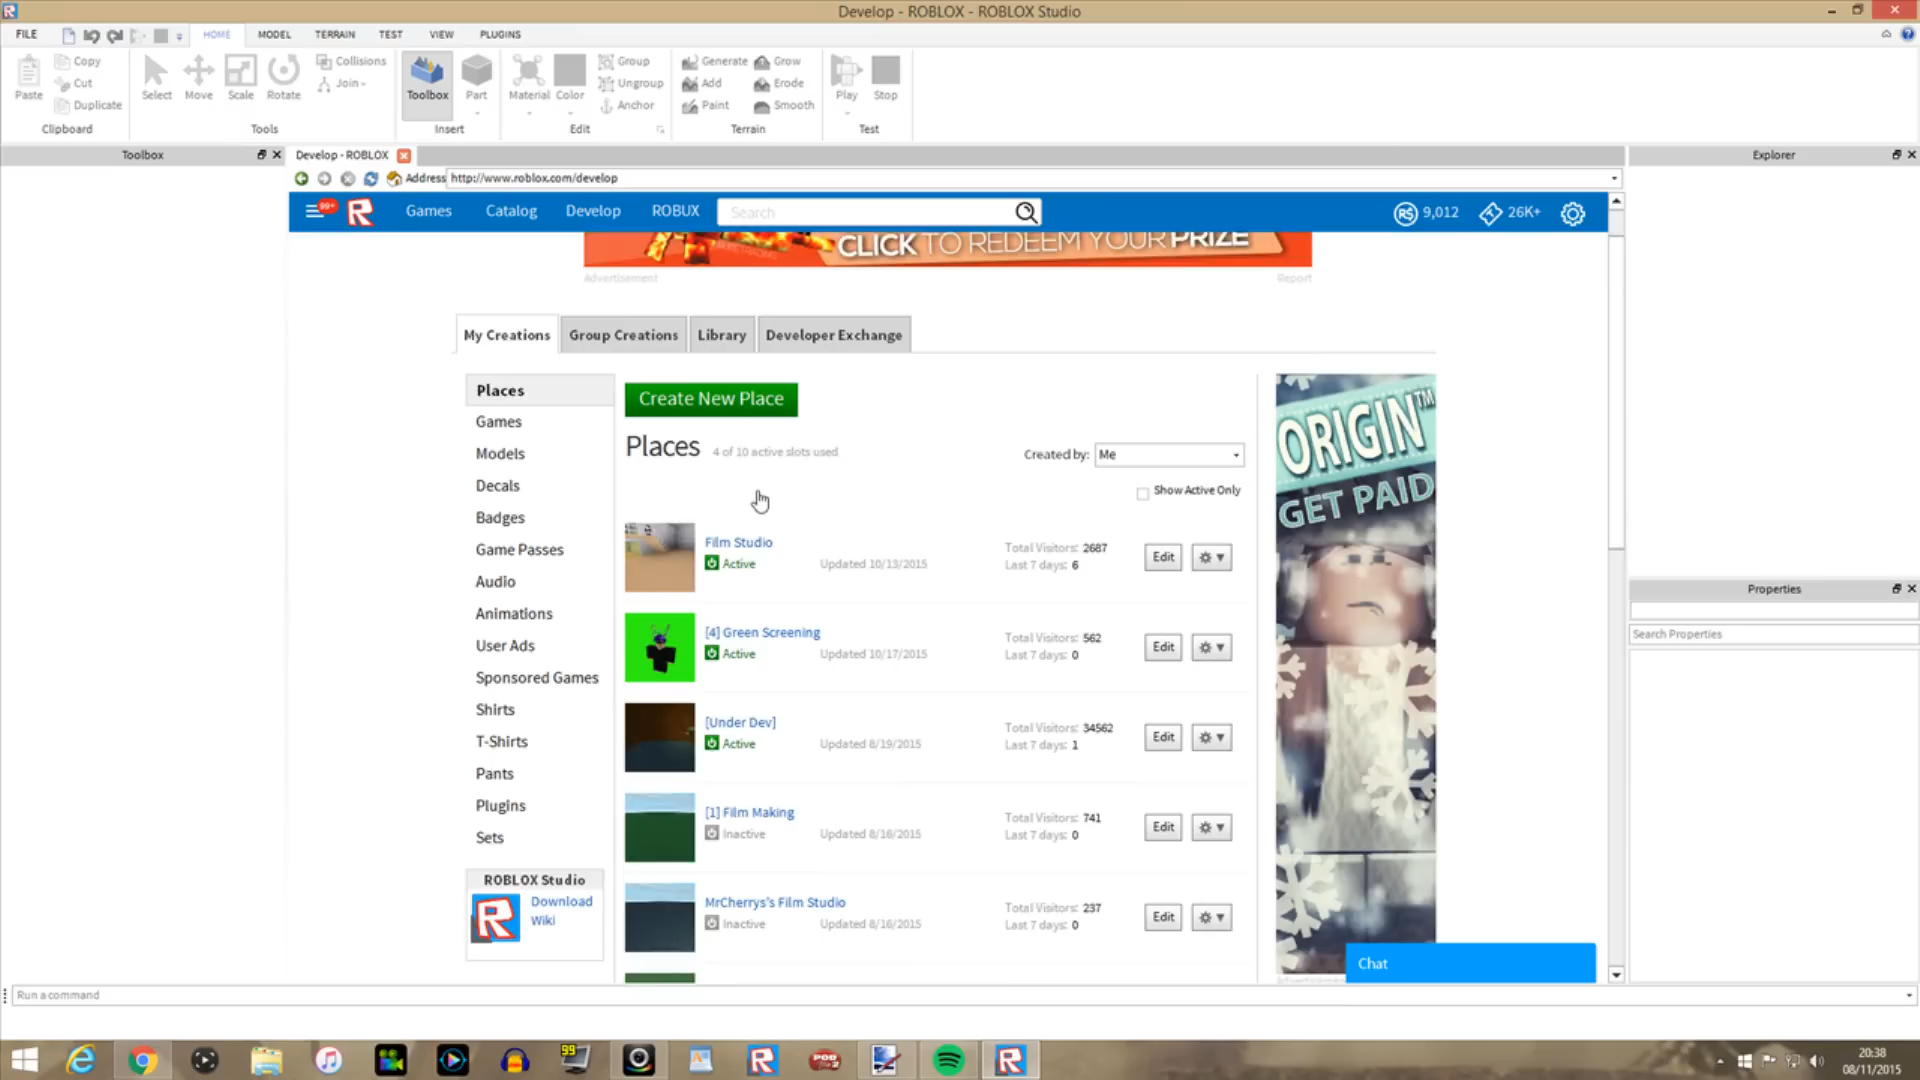 Develop - ROBLOX - ROBLOX Studio
FILE HOME MODEL TERRAIN TEST VIEW PLUGINS
Paste Copy Cut Duplicate Clipboard
Select Move Scale Rotate Collisions Join Tools
Toolbox Part Insert
Material Color Group Ungroup Anchor Edit
Generate Grow Add Erode Paint Smooth Terrain
Play Stop Test
Toolbox
Develop - ROBLOX
Explorer
Address http://www.roblox.com/develop
99+ R Games Catalog Develop ROBUX Search R$ 9,012 26K+
CLICK TO REDEEM YOUR PRIZE
Advertisement Report
My Creations Group Creations Library Developer Exchange
Places
Games
Models
Decals
Badges
Game Passes
Audio
Animations
User Ads
Sponsored Games
Shirts
T-Shirts
Pants
Plugins
Sets
ROBLOX Studio
Download
Wiki
Create New Place
Places 4 of 10 active slots used
Created by: Me
Show Active Only
Film Studio
Active Updated 10/13/2015
Total Visitors: 2687
Last 7 days: 6
Edit
[4] Green Screening
Active Updated 10/17/2015
Total Visitors: 562
Last 7 days: 0
Edit
[Under Dev]
Active Updated 8/19/2015
Total Visitors: 34562
Last 7 days: 1
Edit
[1] Film Making
Inactive Updated 8/16/2015
Total Visitors: 741
Last 7 days: 0
Edit
MrCherrys's Film Studio
Inactive Updated 8/16/2015
Total Visitors: 237
Last 7 days: 0
Edit
ORIGIN™
GET PAID
Chat
Properties
Search Properties
Run a command
99
20:38
08/11/2015